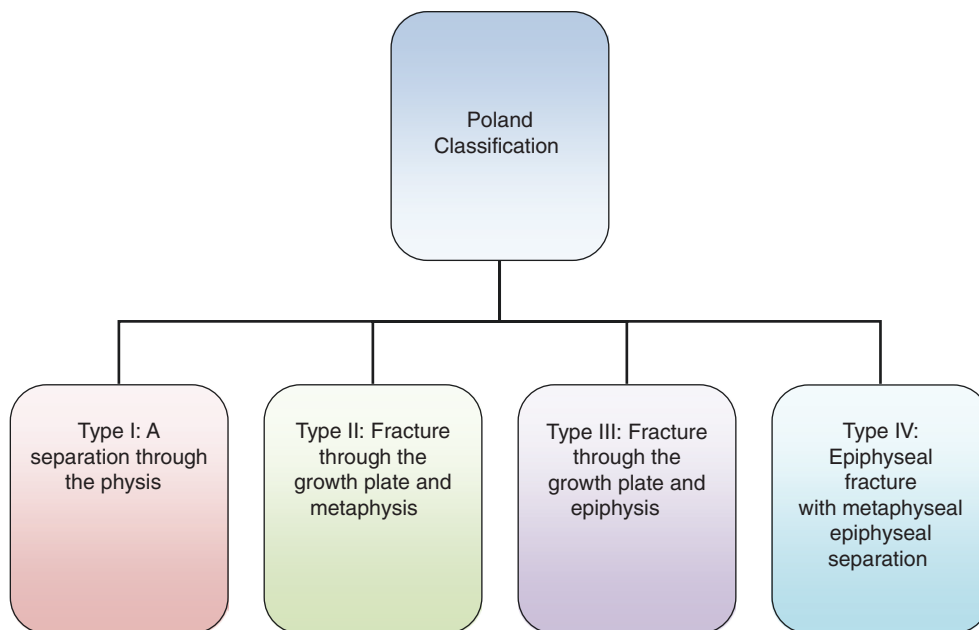 Poland
Classification
Type I: A
separation through
the physis
Type II: Fracture
through the
growth plate and
metaphysis
Type III: Fracture
through the
growth plate and
epiphysis
Type IV:
Epiphyseal
fracture
with metaphyseal
epiphyseal
separation